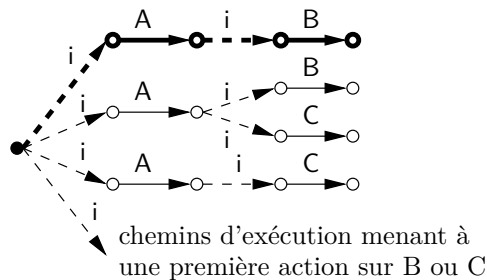 A i B
i
B
A i
i
C
i i
A i C
i
i
chemins d'exécution menant à
une première action sur B ou C